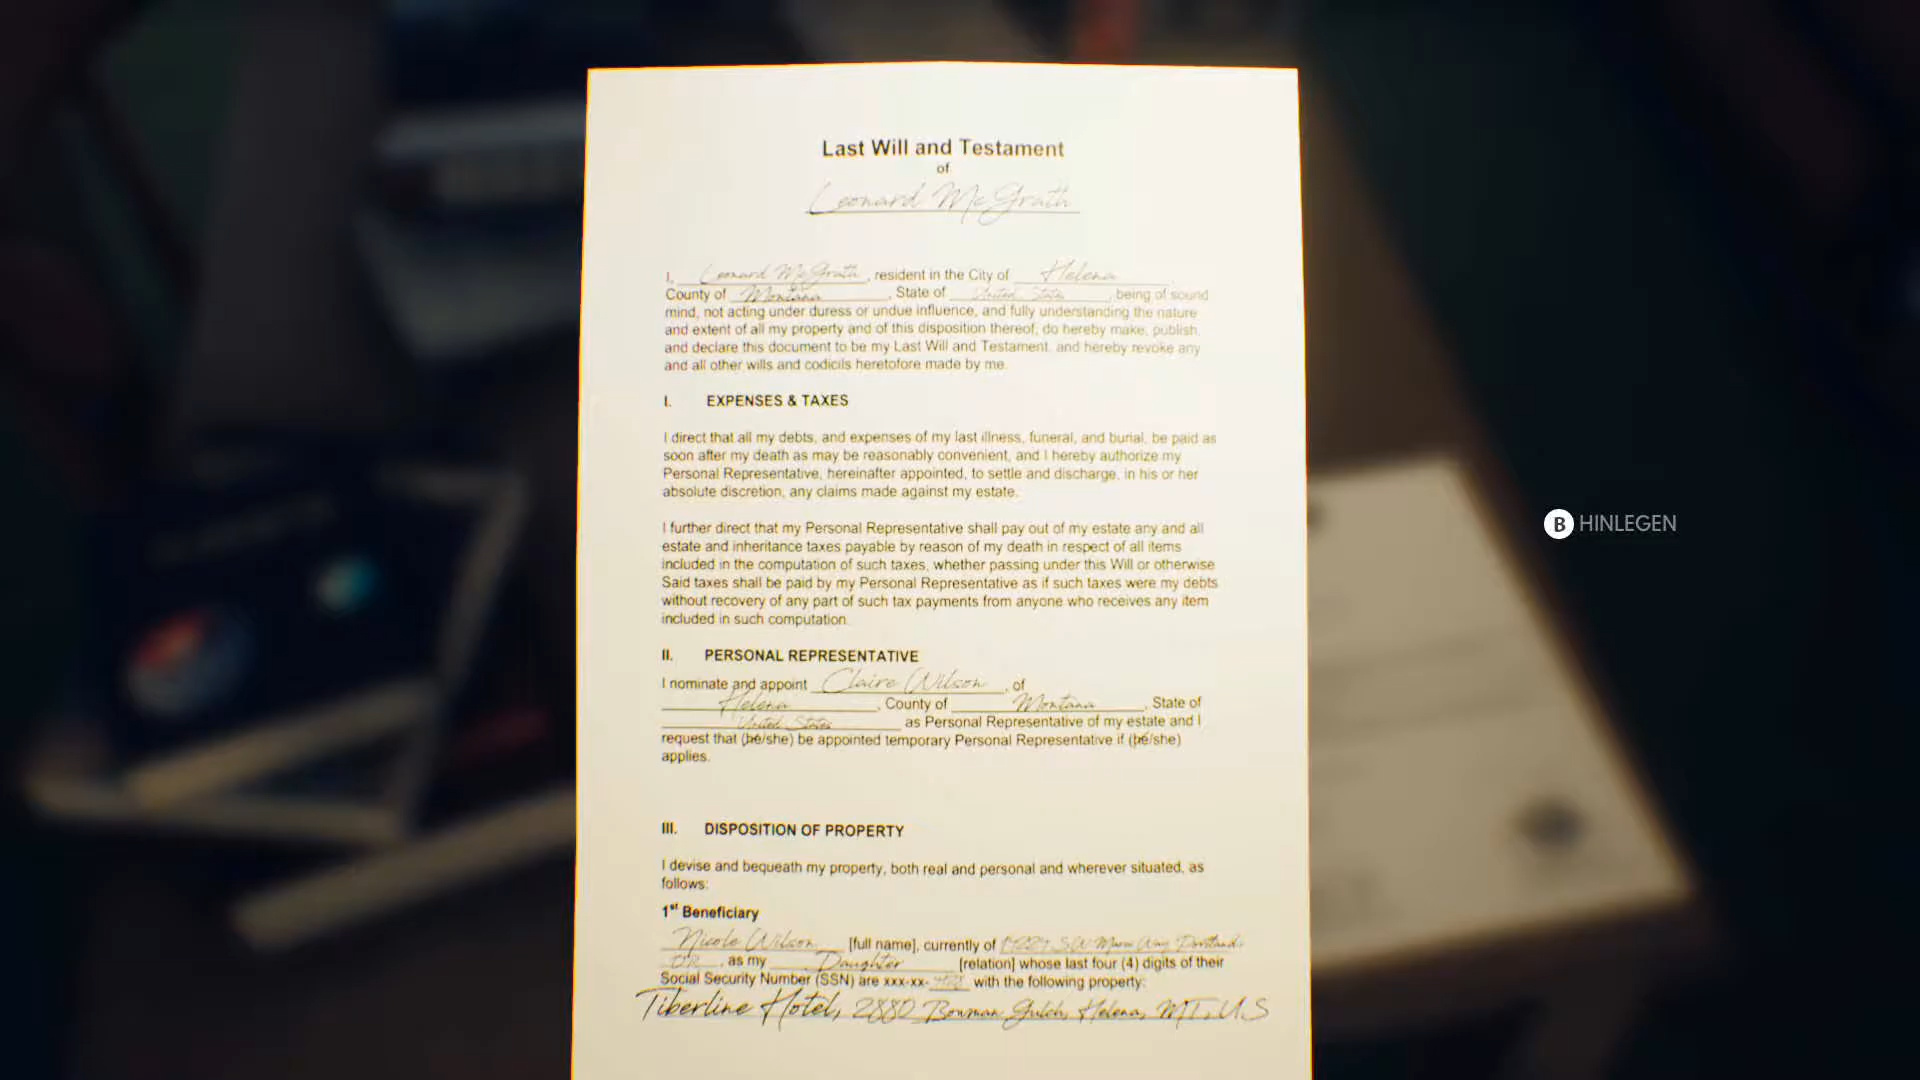 Last Will and Testament
of
Leonard McGrath
I, Leonard McGrath, resident in the City of Helena
County of Montana, State of United States, being of sound
mind, not acting under duress or undue influence, and fully understanding the nature
and extent of all my property and of this disposition thereof, do hereby make, publish,
and declare this document to be my Last Will and Testament, and hereby revoke any
and all other wills and codicils heretofore made by me.
I. EXPENSES & TAXES
I direct that all my debts, and expenses of my last illness, funeral, and burial, be paid as
soon after my death as may be reasonably convenient, and I hereby authorize my
Personal Representative, hereinafter appointed, to settle and discharge, in his or her
absolute discretion, any claims made against my estate.
I further direct that my Personal Representative shall pay out of my estate any and all
estate and inheritance taxes payable by reason of my death in respect of all items
included in the computation of such taxes, whether passing under this Will or otherwise
Said taxes shall be paid by my Personal Representative as if such taxes were my debts
without recovery of any part of such tax payments from anyone who receives any item
included in such computation.
II. PERSONAL REPRESENTATIVE
I nominate and appoint Claire Wilson, of
Helena, County of Montana, State of
United States as Personal Representative of my estate and I
request that (he/she) be appointed temporary Personal Representative if (he/she)
applies.
III. DISPOSITION OF PROPERTY
I devise and bequeath my property, both real and personal and wherever situated, as
follows:
1st Beneficiary
Nicole Wilson [full name], currently of SW Way Portland,
OR, as my Daughter [relation] whose last four (4) digits of their
Social Security Number (SSN) are xxx-xx- with the following property:
Tiberline Hotel, 2880 Bowman Gulch, Helena, MT, U.S
B HINLEGEN